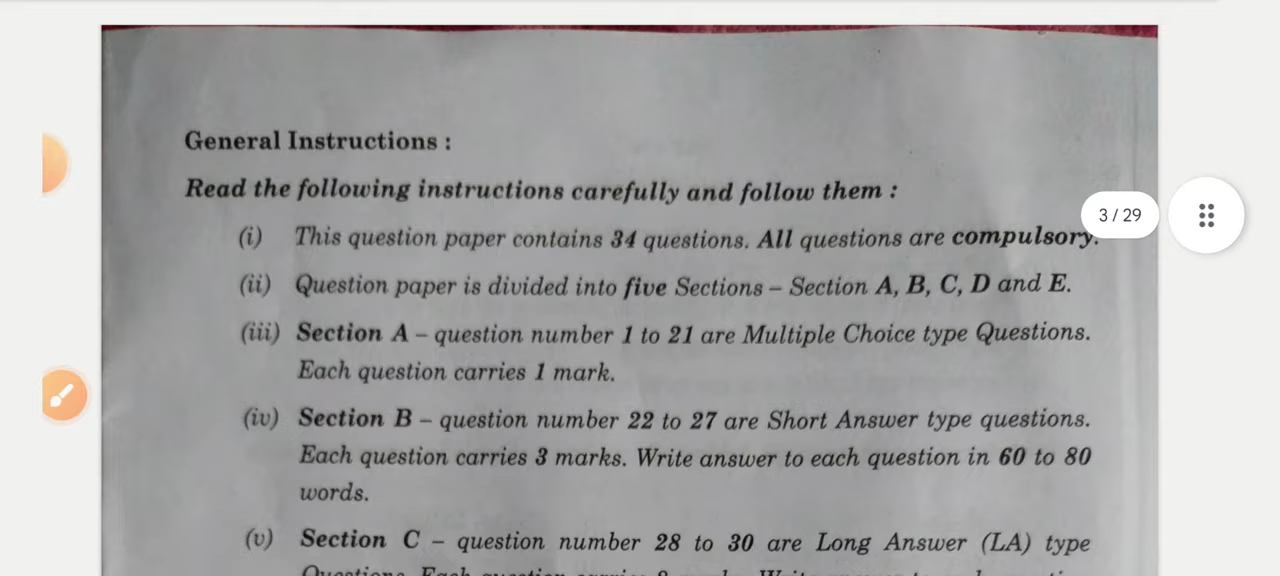 General Instructions :
Read the following instructions carefully and follow them :
(i) This question paper contains 34 questions. All questions are compulsory.
3 / 29
(ii) Question paper is divided into five Sections – Section A, B, C, D and E.
(iii) Section A – question number 1 to 21 are Multiple Choice type Questions.
Each question carries 1 mark.
(iv) Section B – question number 22 to 27 are Short Answer type questions.
Each question carries 3 marks. Write answer to each question in 60 to 80
words.
(v) Section C – question number 28 to 30 are Long Answer (LA) type